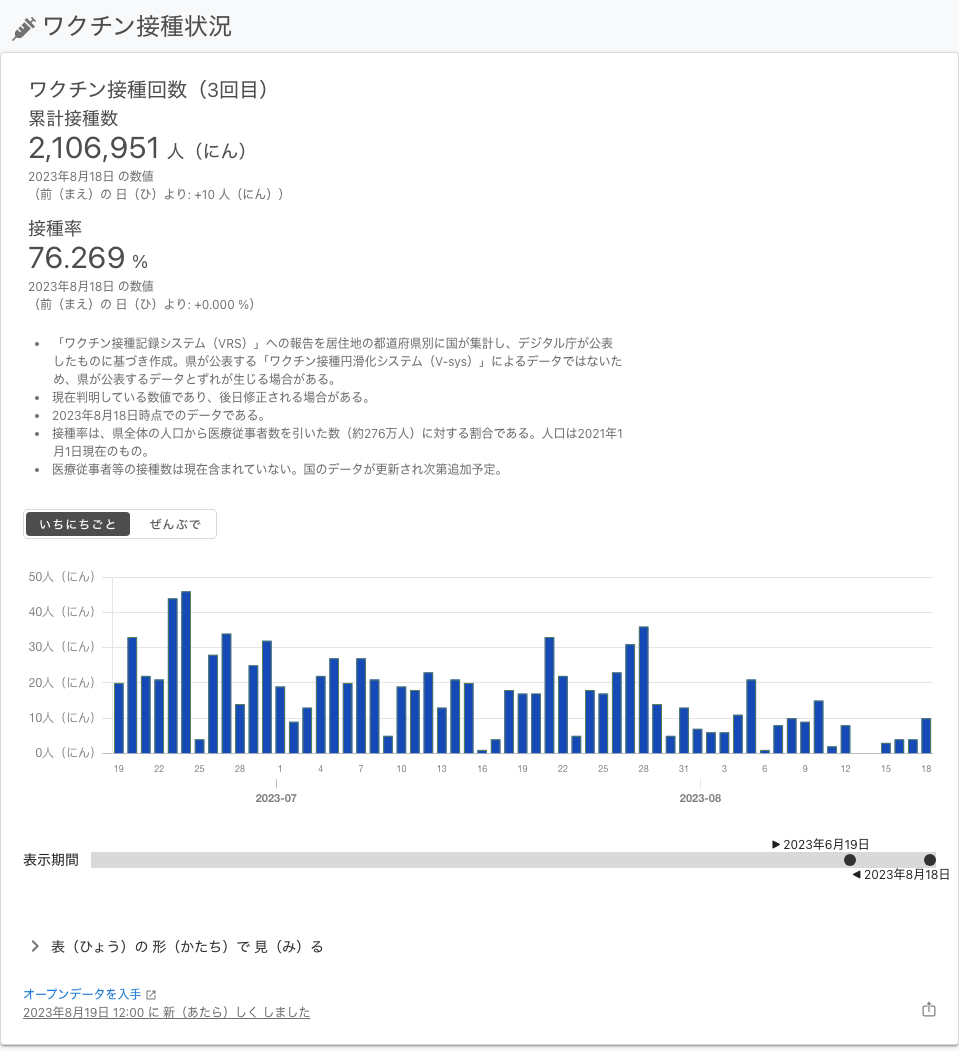 ワクチン接種状況
ワクチン接種回数（3回目）
累計接種数
2,106,951 人（にん）
2023年8月18日 の数値
（前（まえ）の 日（ひ）より: +10 人（にん））
接種率
76.269 %
2023年8月18日 の数値
（前（まえ）の 日（ひ）より: +0.000 %）
• 「ワクチン接種記録システム（VRS）」への報告を居住地の都道府県別に国が集計し、デジタル庁が公表
したものに基づき作成。県が公表する「ワクチン接種円滑化システム（V-sys）」によるデータではないた
め、県が公表するデータとずれが生じる場合がある。
• 現在判明している数値であり、後日修正される場合がある。
• 2023年8月18日時点でのデータである。
• 接種率は、県全体の人口から医療従事者数を引いた数（約276万人）に対する割合である。人口は2021年1
月1日現在のもの。
• 医療従事者等の接種数は現在含まれていない。国のデータが更新され次第追加予定。
いちにちごと ぜんぶで
50人（にん）
40人（にん）
30人（にん）
20人（にん）
10人（にん）
0人（にん）
19 22 25 28 1 4 7 10 13 16 19 22 25 28 31 3 6 9 12 15 18
2023-07 2023-08
▶ 2023年6月19日
表示期間
◀ 2023年8月18日
表（ひょう）の 形（かたち）で 見（み）る
オープンデータを入手
2023年8月19日 12:00 に 新（あたら）しく しました